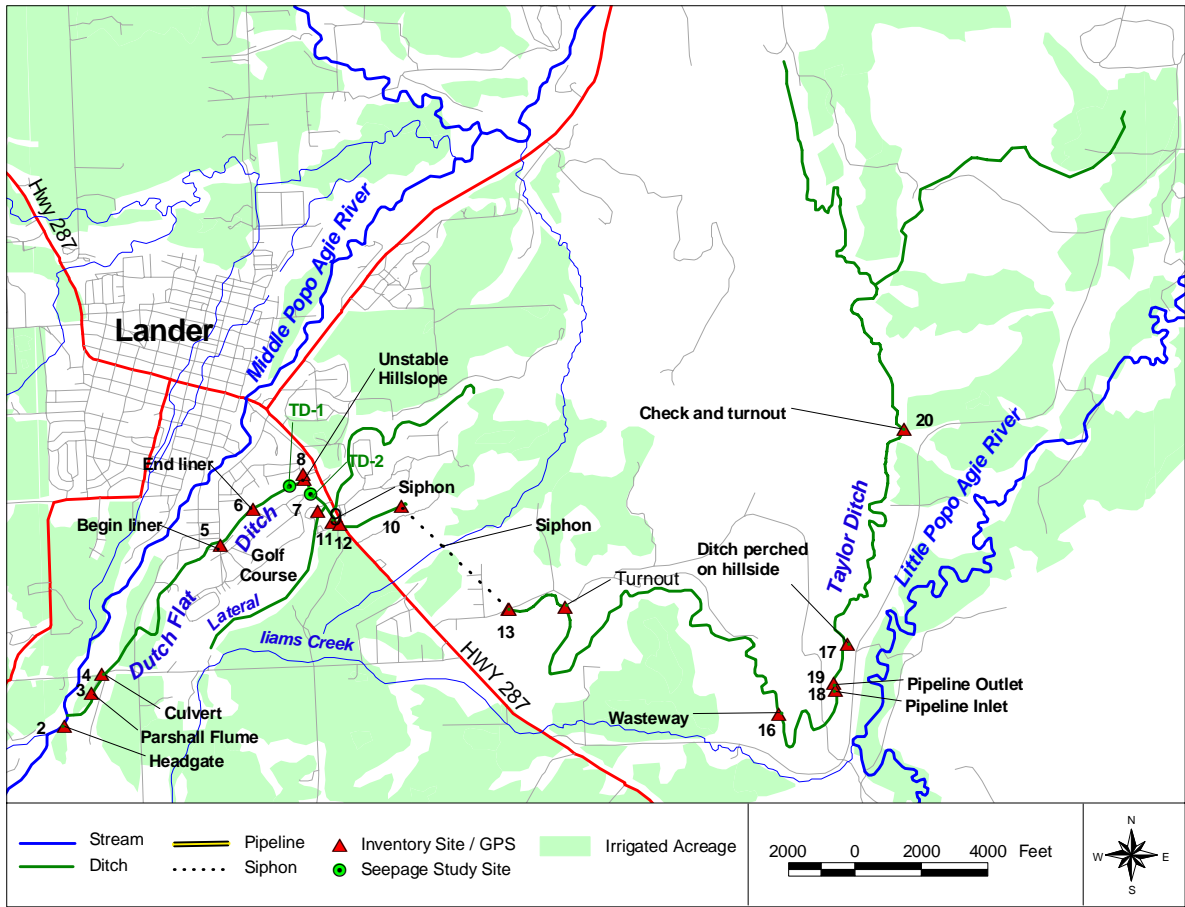 Hwy 287
Middle Popo Agie River
Lander
Unstable
Hillslope
TD-1
Check and turnout
20
End liner
8
TD-2
Siphon
6
7
9
10
Siphon
Begin liner
5
Ditch
11
12
Golf
Course
Taylor Ditch
Little Popo Agie River
Ditch perched
on hillside
Turnout
Lateral
13
Dutch Flat
Iiams Creek
17
4
HWY 287
19
Pipeline Outlet
3
18
Pipeline Inlet
Culvert
Wasteway
16
2
Parshall Flume
Headgate
Stream
Pipeline
Inventory Site / GPS
Irrigated Acreage
Ditch
Siphon
Seepage Study Site
2000 0 2000 4000 Feet
N
W E
S